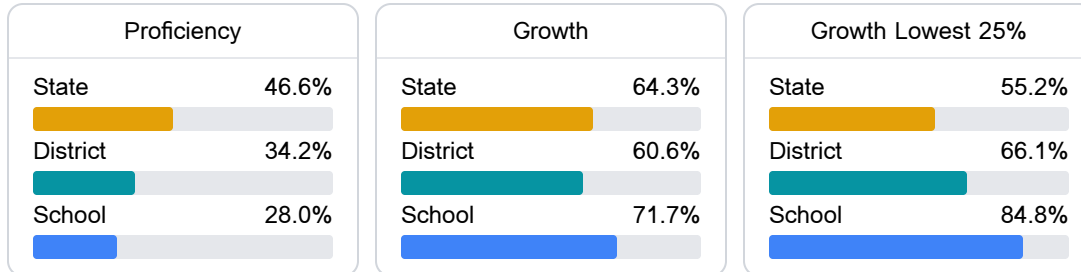 Proficiency
State 46.6%
District 34.2%
School 28.0%
Growth
State 64.3%
District 60.6%
School 71.7%
Growth Lowest 25%
State 55.2%
District 66.1%
School 84.8%